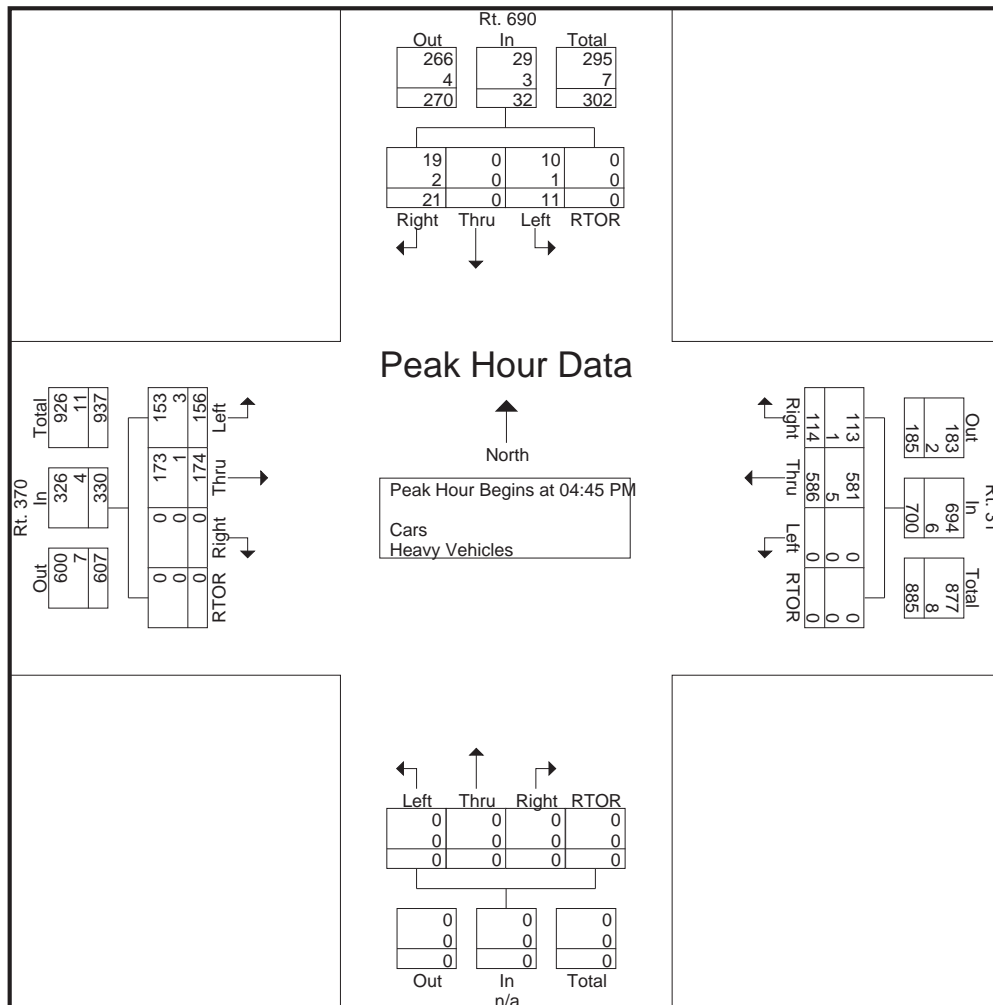 Rt. 690
Out In Total
266 29 295
4 3 7
270 32 302
19 0 10 0
2 0 1 0
21 0 11 0
Right Thru Left RTOR
Peak Hour Data
North
Peak Hour Begins at 04:45 PM
Cars
Heavy Vehicles
Rt. 370
Total In Out
926 326 600
11 4 7
937 330 607
153 173 0 0
3 1 0 0
156 174 0 0
Left Thru Right RTOR
Right Thru Left RTOR
113 581 0 0
1 5 0 0
114 586 0 0
Out In Total
183 694 877
2 6 8
185 700 885
Left Thru Right RTOR
0 0 0 0
0 0 0 0
0 0 0 0
0 0 0
0 0 0
0 0 0
Out In Total
n/a